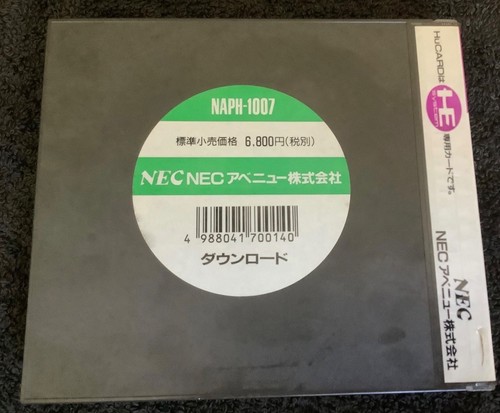 NAPH-1007
標準小売価格 6,800円(税別)
NEC NECアベニュー株式会社
4 988041 700140
ダウンロード
HuCARDは
HE
専用カードです。
NEC
NECアベニュー株式会社